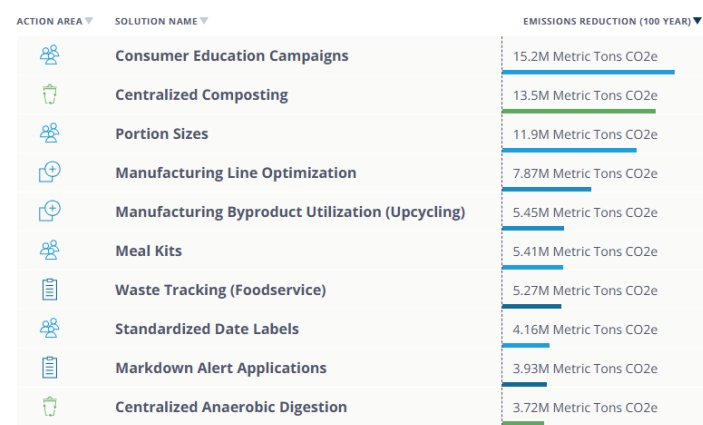 ACTION AREA SOLUTION NAME EMISSIONS REDUCTION (100 YEAR)
Consumer Education Campaigns 15.2M Metric Tons CO2e
Centralized Composting 13.5M Metric Tons CO2e
Portion Sizes 11.9M Metric Tons CO2e
Manufacturing Line Optimization 7.87M Metric Tons CO2e
Manufacturing Byproduct Utilization (Upcycling) 5.45M Metric Tons CO2e
Meal Kits 5.41M Metric Tons CO2e
Waste Tracking (Foodservice) 5.27M Metric Tons CO2e
Standardized Date Labels 4.16M Metric Tons CO2e
Markdown Alert Applications 3.93M Metric Tons CO2e
Centralized Anaerobic Digestion 3.72M Metric Tons CO2e